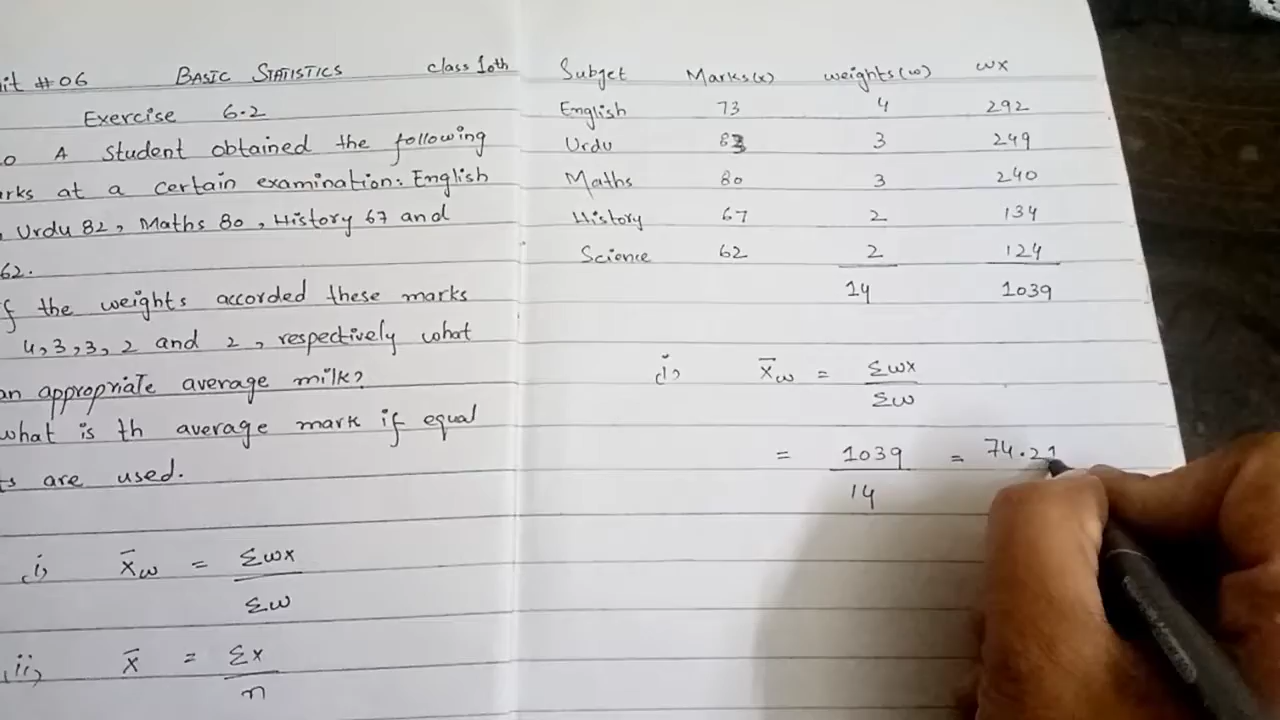 it #06 BASIC STATISTICS class 10th
Exercise 6.2
o A student obtained the following
rks at a certain examination: English
, Urdu 82, Maths 80, History 67 and
62.
f the weights accorded these marks
4,3,3,2 and 2, respectively what
an appropriate average milk?
what is th average mark if equal
ts are used.
i) x̄w = Σwx / Σw
ii) x̄ = Σx / n
Subject Marks(x) weights(w) wx
English 73 4 292
Urdu 83 3 249
Maths 80 3 240
History 67 2 134
Science 62 2 124
14 1039
i) x̄w = Σwx / Σw
= 1039 / 14 = 74.21